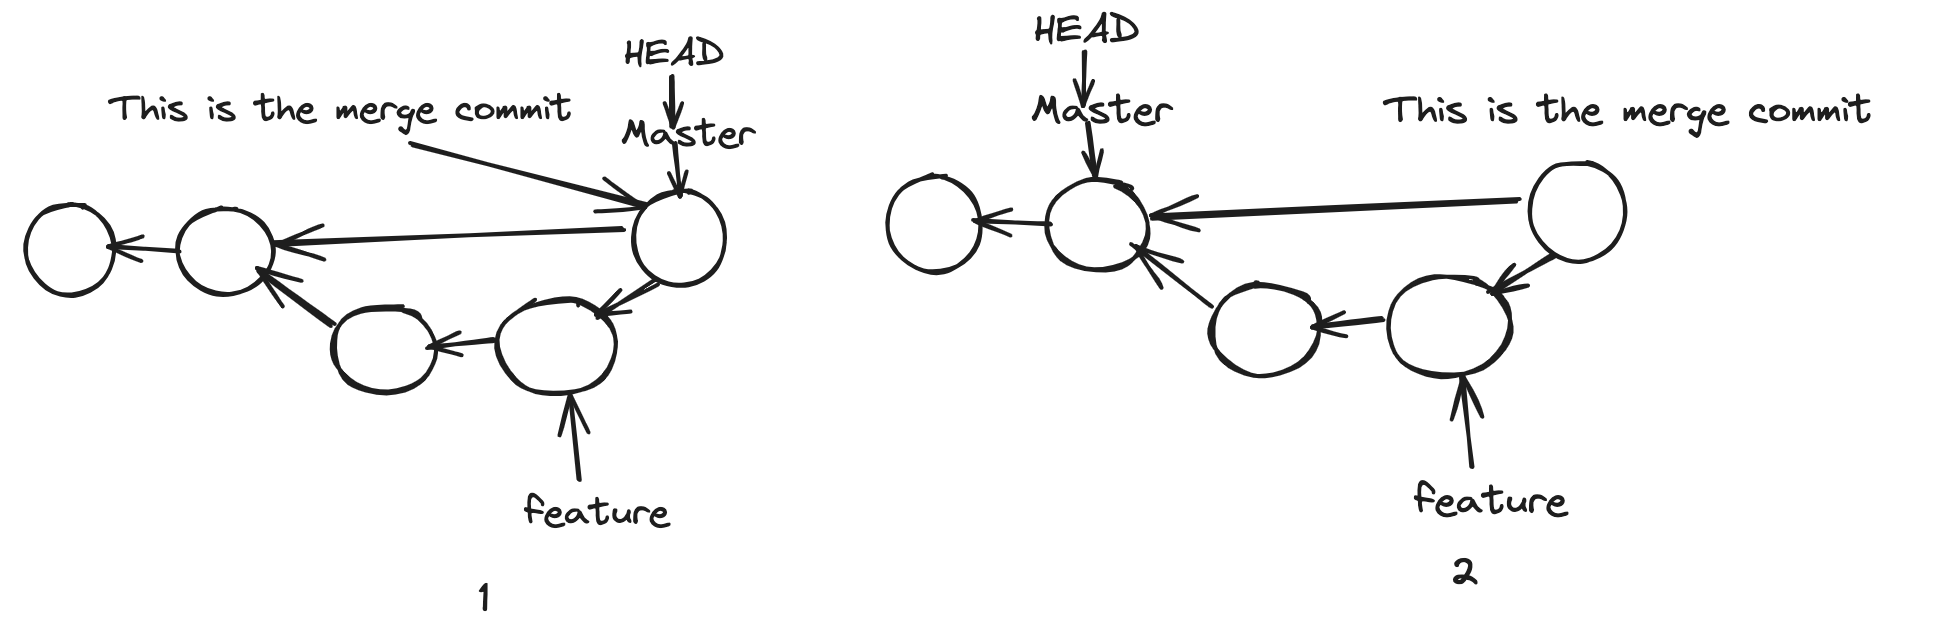 HEAD
This is the merge commit
Master
feature
1
HEAD
Master
This is the merge commit
feature
2